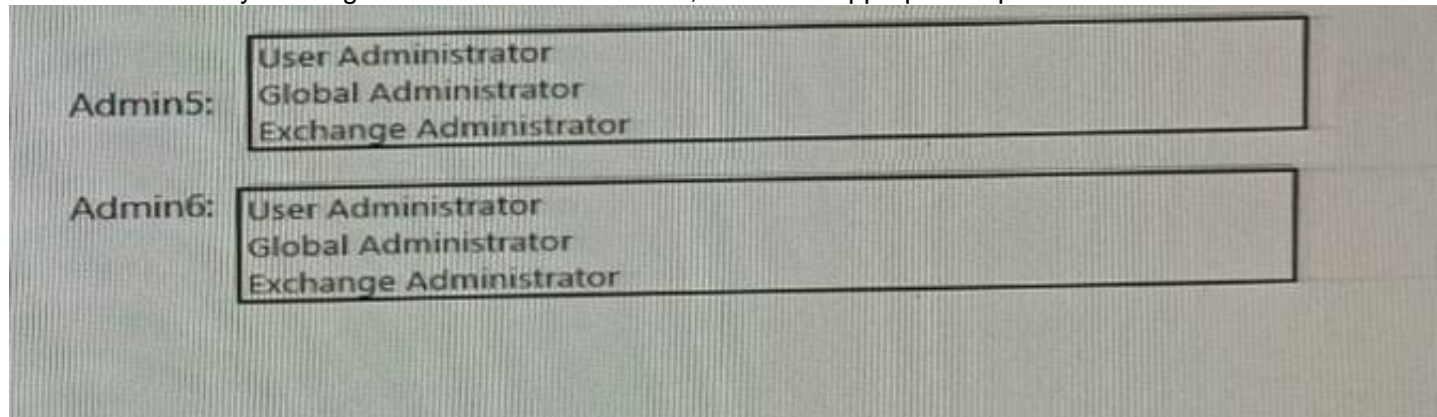 User Administrator
Admin5: Global Administrator
Exchange Administrator
Admin6: User Administrator
Global Administrator
Exchange Administrator